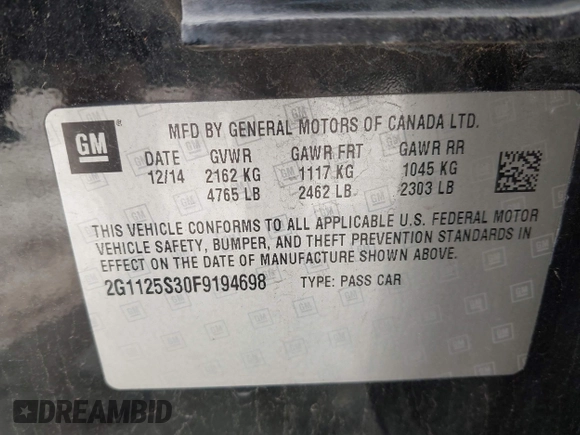 GM ®
MFD BY GENERAL MOTORS OF CANADA LTD.
DATE GVWR GAWR FRT GAWR RR
12/14 2162 KG 1117 KG 1045 KG
4765 LB 2462 LB 2303 LB
THIS VEHICLE CONFORMS TO ALL APPLICABLE U.S. FEDERAL MOTOR
VEHICLE SAFETY, BUMPER, AND THEFT PREVENTION STANDARDS IN
EFFECT ON THE DATE OF MANUFACTURE SHOWN ABOVE.
2G1125S30F9194698 TYPE: PASS CAR
DREAMBID